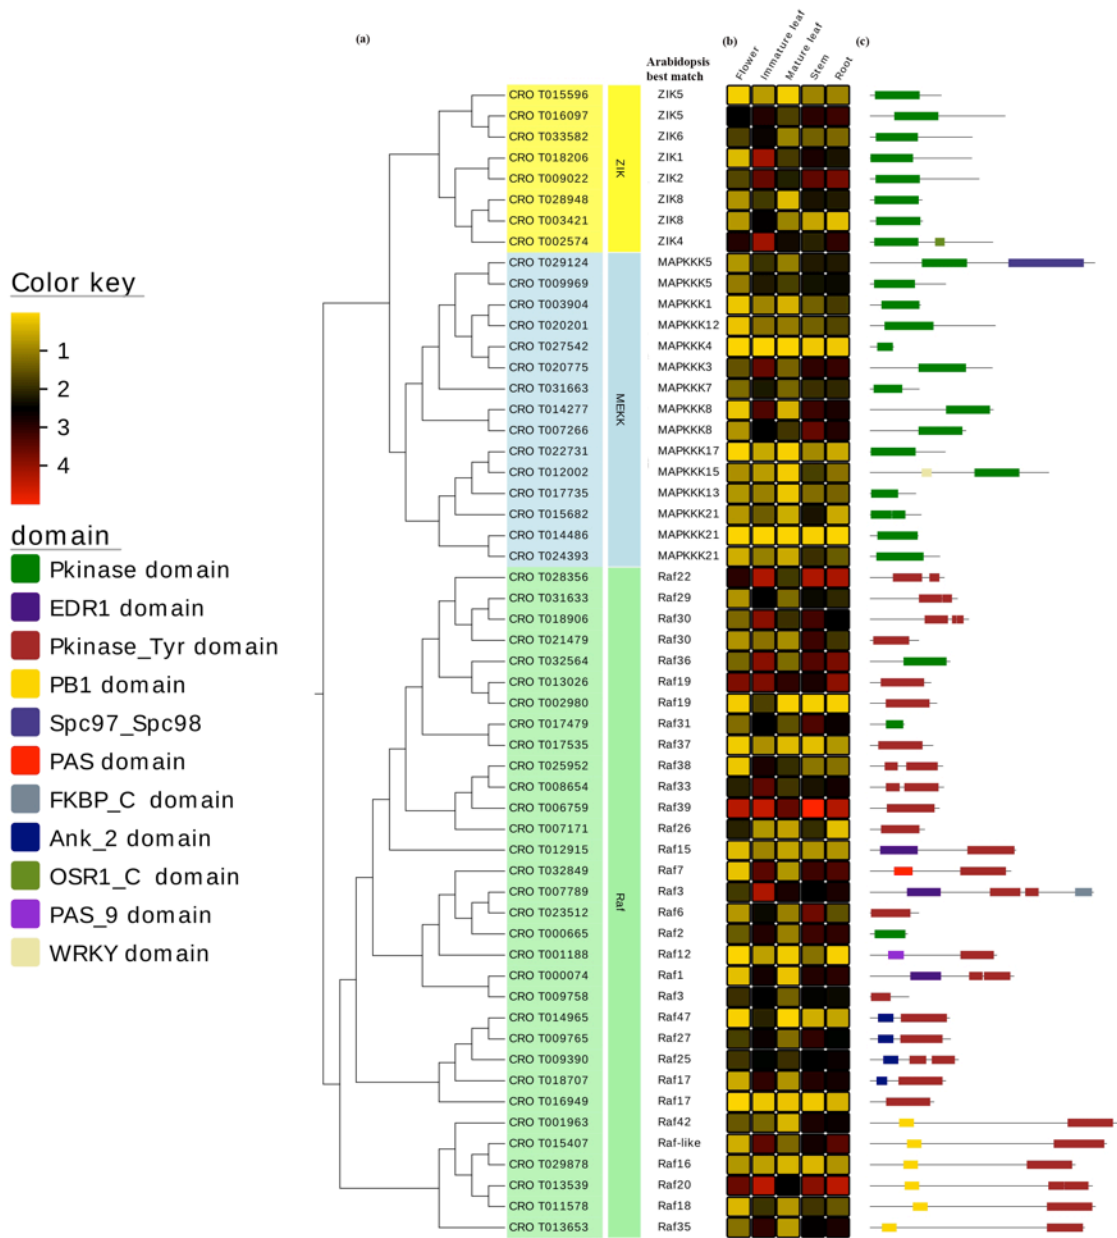 (a)
(b)
(c)
Flower
Immature leaf
Mature leaf
Stem
Root
Arabidopsis
best match
CRO T015596 ZIK5
CRO T016097 ZIK5
CRO T033582 ZIK6
CRO T018206 ZIK1
CRO T009022 ZIK2
CRO T028948 ZIK8
CRO T003421 ZIK8
CRO T002574 ZIK4
ZIK
CRO T029124 MAPKKK5
CRO T009969 MAPKKK5
CRO T003904 MAPKKK1
CRO T020201 MAPKKK12
CRO T027542 MAPKKK4
CRO T020775 MAPKKK3
CRO T031663 MAPKKK7
CRO T014277 MAPKKK8
CRO T007266 MAPKKK8
CRO T022731 MAPKKK17
CRO T012002 MAPKKK15
CRO T017735 MAPKKK13
CRO T015682 MAPKKK21
CRO T014486 MAPKKK21
CRO T024393 MAPKKK21
MEKK
CRO T028356 Raf22
CRO T031633 Raf29
CRO T018906 Raf30
CRO T021479 Raf30
CRO T032564 Raf36
CRO T013026 Raf19
CRO T002980 Raf19
CRO T017479 Raf31
CRO T017535 Raf37
CRO T025952 Raf38
CRO T008654 Raf33
CRO T006759 Raf39
CRO T007171 Raf26
CRO T012915 Raf15
CRO T032849 Raf7
CRO T007789 Raf3
CRO T023512 Raf6
CRO T000665 Raf2
CRO T001188 Raf12
CRO T000074 Raf1
CRO T009758 Raf3
CRO T014965 Raf47
CRO T009765 Raf27
CRO T009390 Raf25
CRO T018707 Raf17
CRO T016949 Raf17
CRO T001963 Raf42
CRO T015407 Raf-like
CRO T029878 Raf16
CRO T013539 Raf20
CRO T011578 Raf18
CRO T013653 Raf35
Raf
Color key
1
2
3
4
domain
Pkinase domain
EDR1 domain
Pkinase_Tyr domain
PB1 domain
Spc97_Spc98
PAS domain
FKBP_C domain
Ank_2 domain
OSR1_C domain
PAS_9 domain
WRKY domain